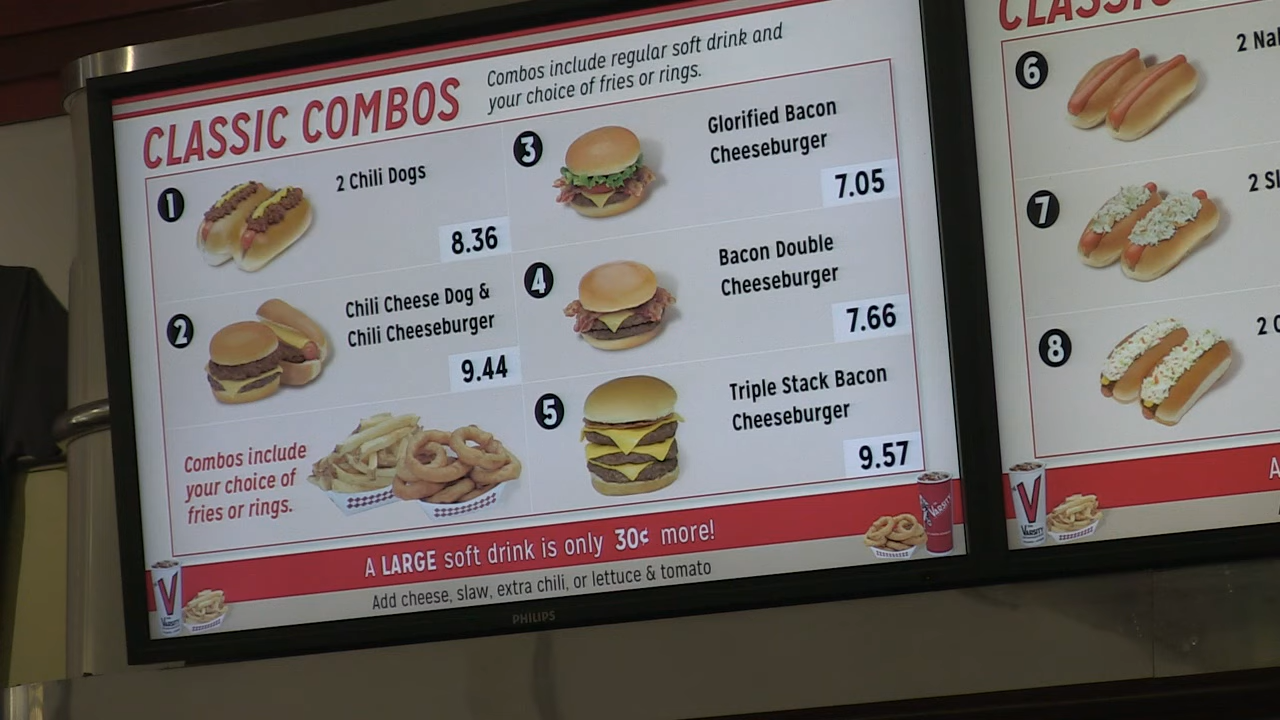 CLASSIC COMBOS
Combos include regular soft drink and
your choice of fries or rings.
1
2 Chili Dogs
8.36
2
Chili Cheese Dog &
Chili Cheeseburger
9.44
Combos include
your choice of
fries or rings.
3
Glorified Bacon
Cheeseburger
7.05
4
Bacon Double
Cheeseburger
7.66
5
Triple Stack Bacon
Cheeseburger
9.57
A LARGE soft drink is only 30¢ more!
Add cheese, slaw, extra chili, or lettuce & tomato
V
VARSITY
VARSITY
PHILIPS
6
2
7
2
8
2
V
THE
VARSITY
A